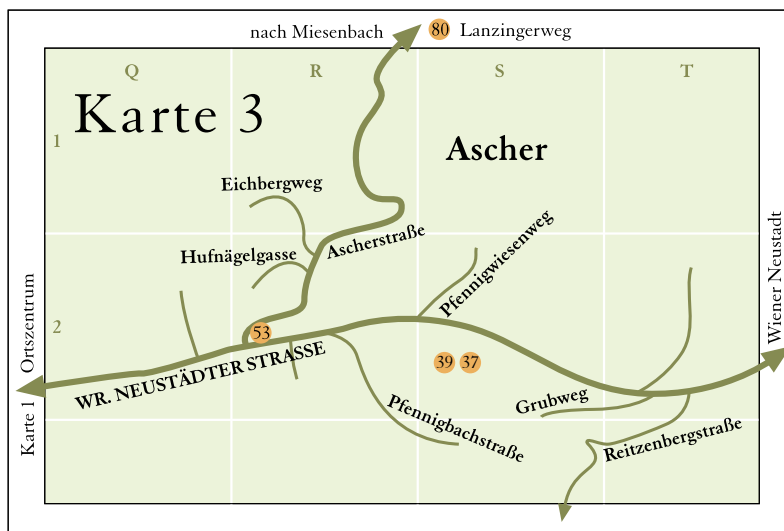 nach Miesenbach
80 Lanzingerweg
Q R S T
Karte 3
1
Ascher
Eichbergweg
Ascherstraße
Pfennigwiesenweg
Hufnägelgasse
2
53
WR. NEUSTÄDTER STRASSE
39 37
Grubweg
Pfennigbachstraße
Reitzenbergstraße
Karte 1 Ortszentrum
Wiener Neustadt